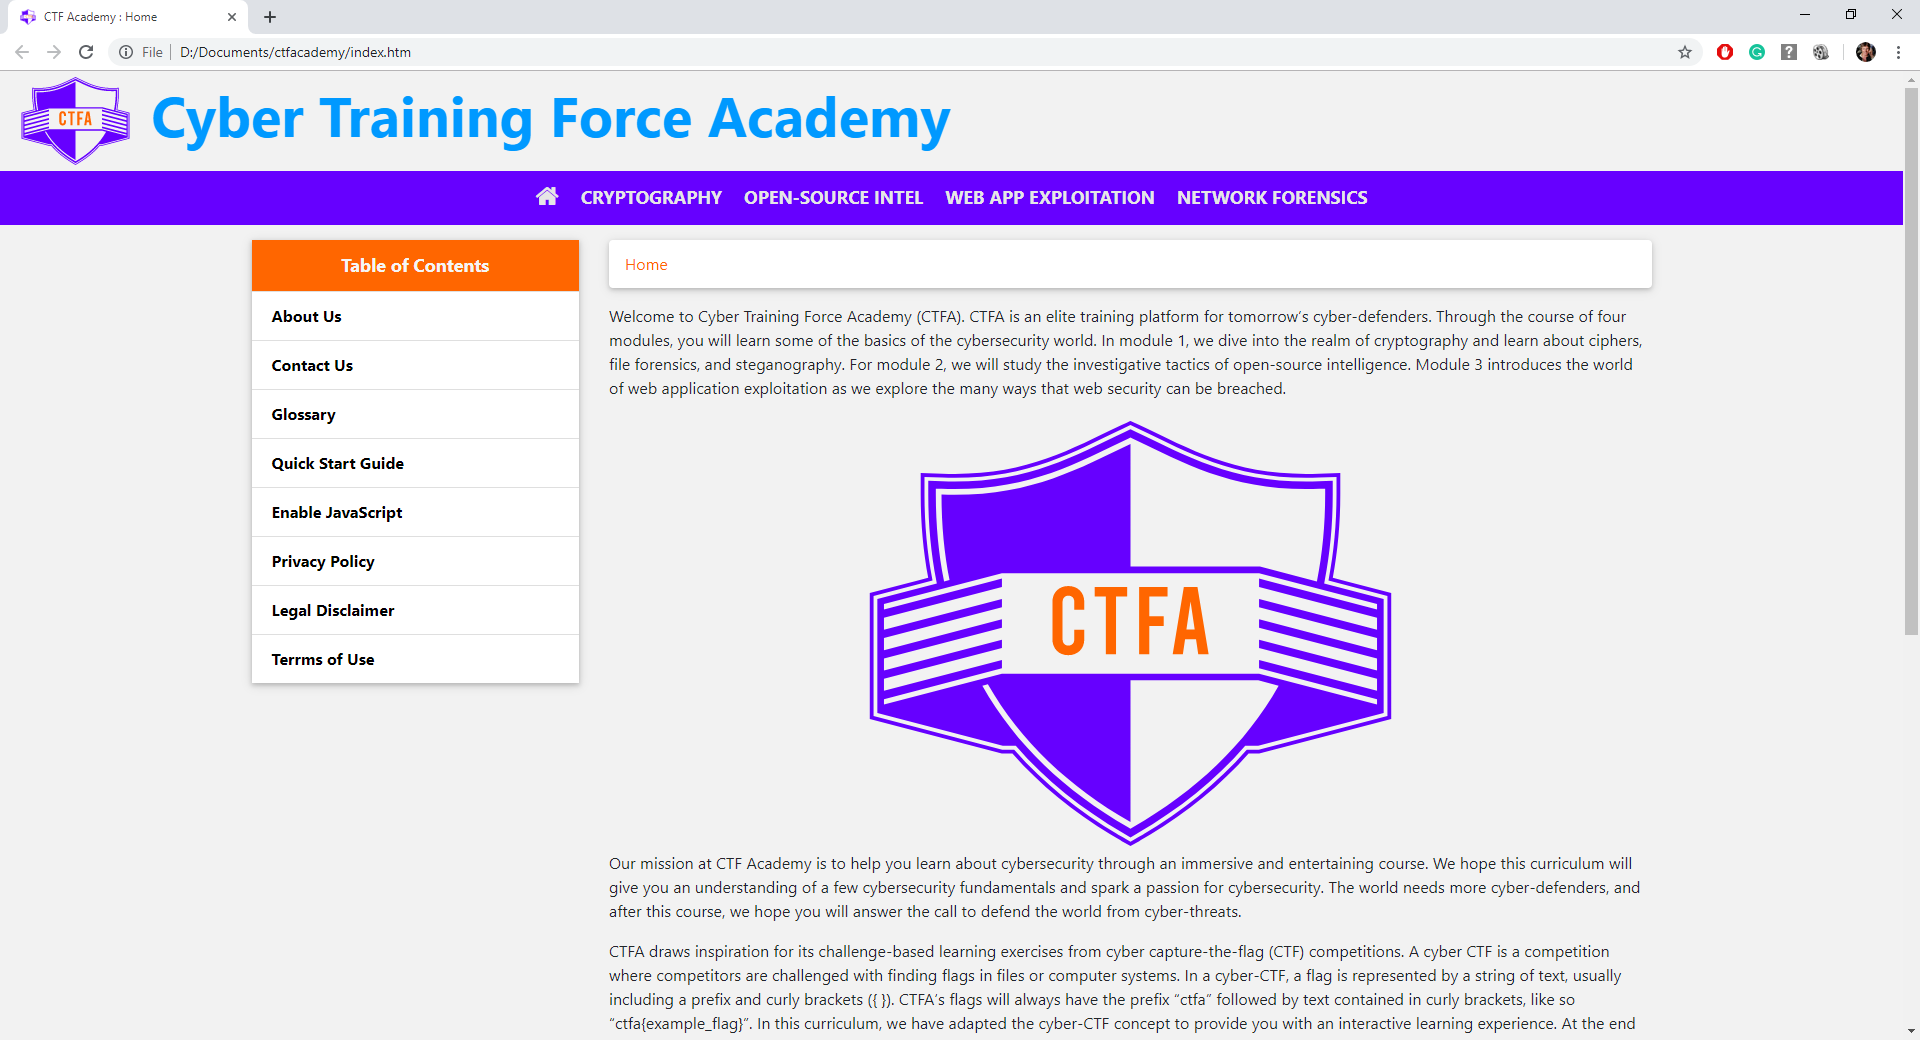 CTF Academy : Home
File
D:/Documents/ctfacademy/index.htm
CTFA
Cyber Training Force Academy
CRYPTOGRAPHY
OPEN-SOURCE INTEL
WEB APP EXPLOITATION
NETWORK FORENSICS
Table of Contents
About Us
Contact Us
Glossary
Quick Start Guide
Enable JavaScript
Privacy Policy
Legal Disclaimer
Terrms of Use
Home
Welcome to Cyber Training Force Academy (CTFA). CTFA is an elite training platform for tomorrow’s cyber-defenders. Through the course of four
modules, you will learn some of the basics of the cybersecurity world. In module 1, we dive into the realm of cryptography and learn about ciphers,
file forensics, and steganography. For module 2, we will study the investigative tactics of open-source intelligence. Module 3 introduces the world
of web application exploitation as we explore the many ways that web security can be breached.
CTFA
Our mission at CTF Academy is to help you learn about cybersecurity through an immersive and entertaining course. We hope this curriculum will
give you an understanding of a few cybersecurity fundamentals and spark a passion for cybersecurity. The world needs more cyber-defenders, and
after this course, we hope you will answer the call to defend the world from cyber-threats.
CTFA draws inspiration for its challenge-based learning exercises from cyber capture-the-flag (CTF) competitions. A cyber CTF is a competition
where competitors are challenged with finding flags in files or computer systems. In a cyber-CTF, a flag is represented by a string of text, usually
including a prefix and curly brackets ({ }). CTFA’s flags will always have the prefix “ctfa” followed by text contained in curly brackets, like so
“ctfa{example_flag}”. In this curriculum, we have adapted the cyber-CTF concept to provide you with an interactive learning experience. At the end